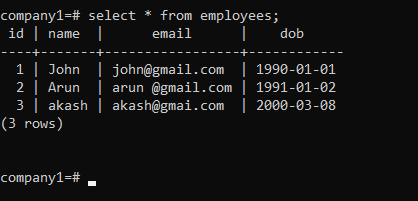 company1=# select * from employees;
 id | name  |      email       |    dob
----+-------+------------------+------------
  1 | John  | john@gmail.com   | 1990-01-01
  2 | Arun  | arun @gmail.com  | 1991-01-02
  3 | akash | akash@gmai.com   | 2000-03-08
(3 rows)
company1=#